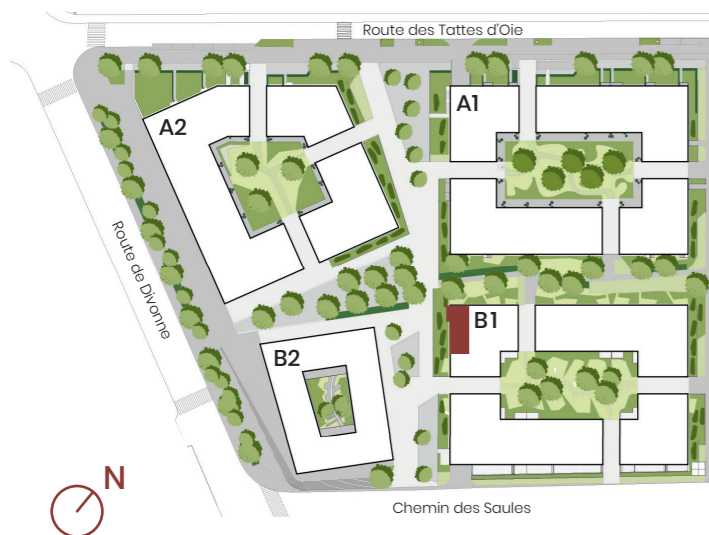 Route des Tattes d'Oie
A2
A1
Route de Divonne
B1
B2
N
Chemin des Saules